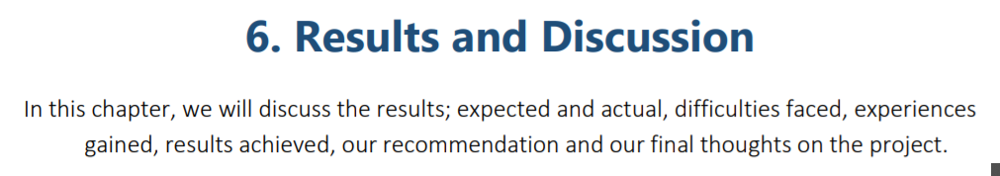 6. Results and Discussion
In this chapter, we will discuss the results; expected and actual, difficulties faced, experiences
gained, results achieved, our recommendation and our final thoughts on the project.